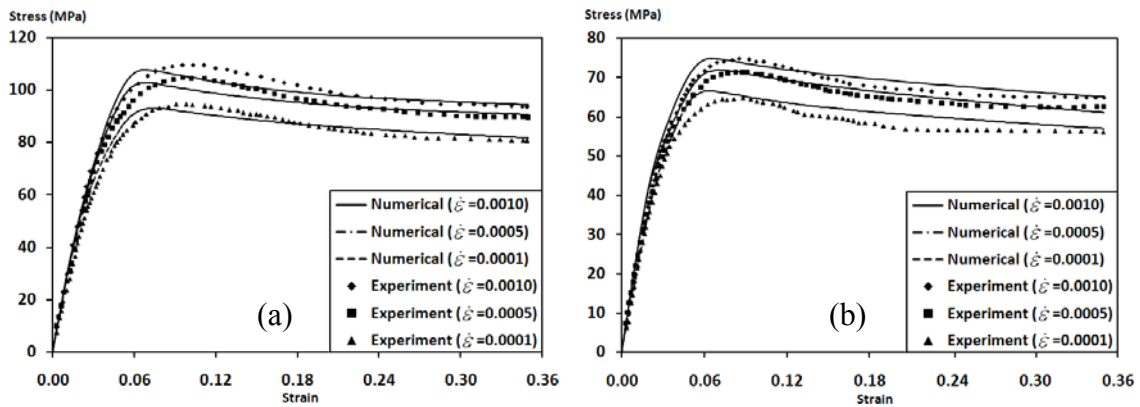 Stress (MPa)
120
100
80
60
40
20
0
0.00 0.06 0.12 0.18 0.24 0.30 0.36
Strain
Numerical (ε̇ =0.0010)
Numerical (ε̇ =0.0005)
Numerical (ε̇ =0.0001)
Experiment (ε̇ =0.0010)
Experiment (ε̇ =0.0005)
Experiment (ε̇ =0.0001)
(a)
Stress (MPa)
80
70
60
50
40
30
20
10
0
0.00 0.06 0.12 0.18 0.24 0.30 0.36
Strain
Numerical (ε̇ =0.0010)
Numerical (ε̇ =0.0005)
Numerical (ε̇ =0.0001)
Experiment (ε̇ =0.0010)
Experiment (ε̇ =0.0005)
Experiment (ε̇ =0.0001)
(b)